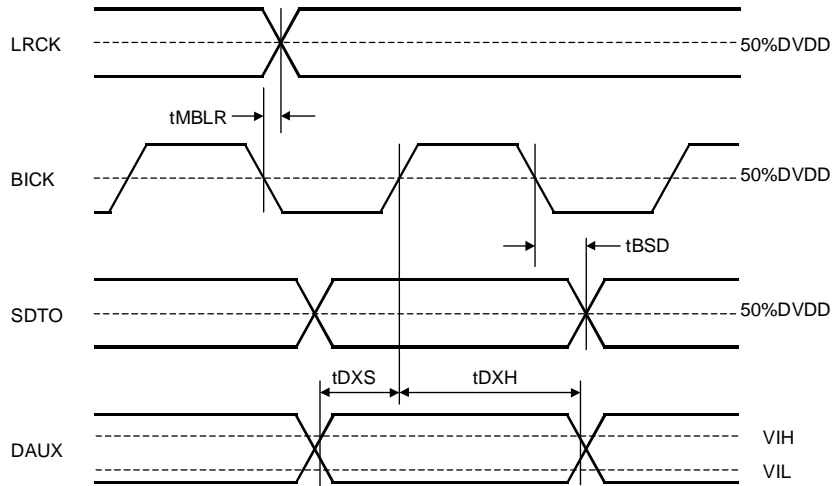 LRCK
50%DVDD
tMBLR
BICK
50%DVDD
tBSD
SDTO
50%DVDD
tDXS
tDXH
DAUX
VIH
VIL